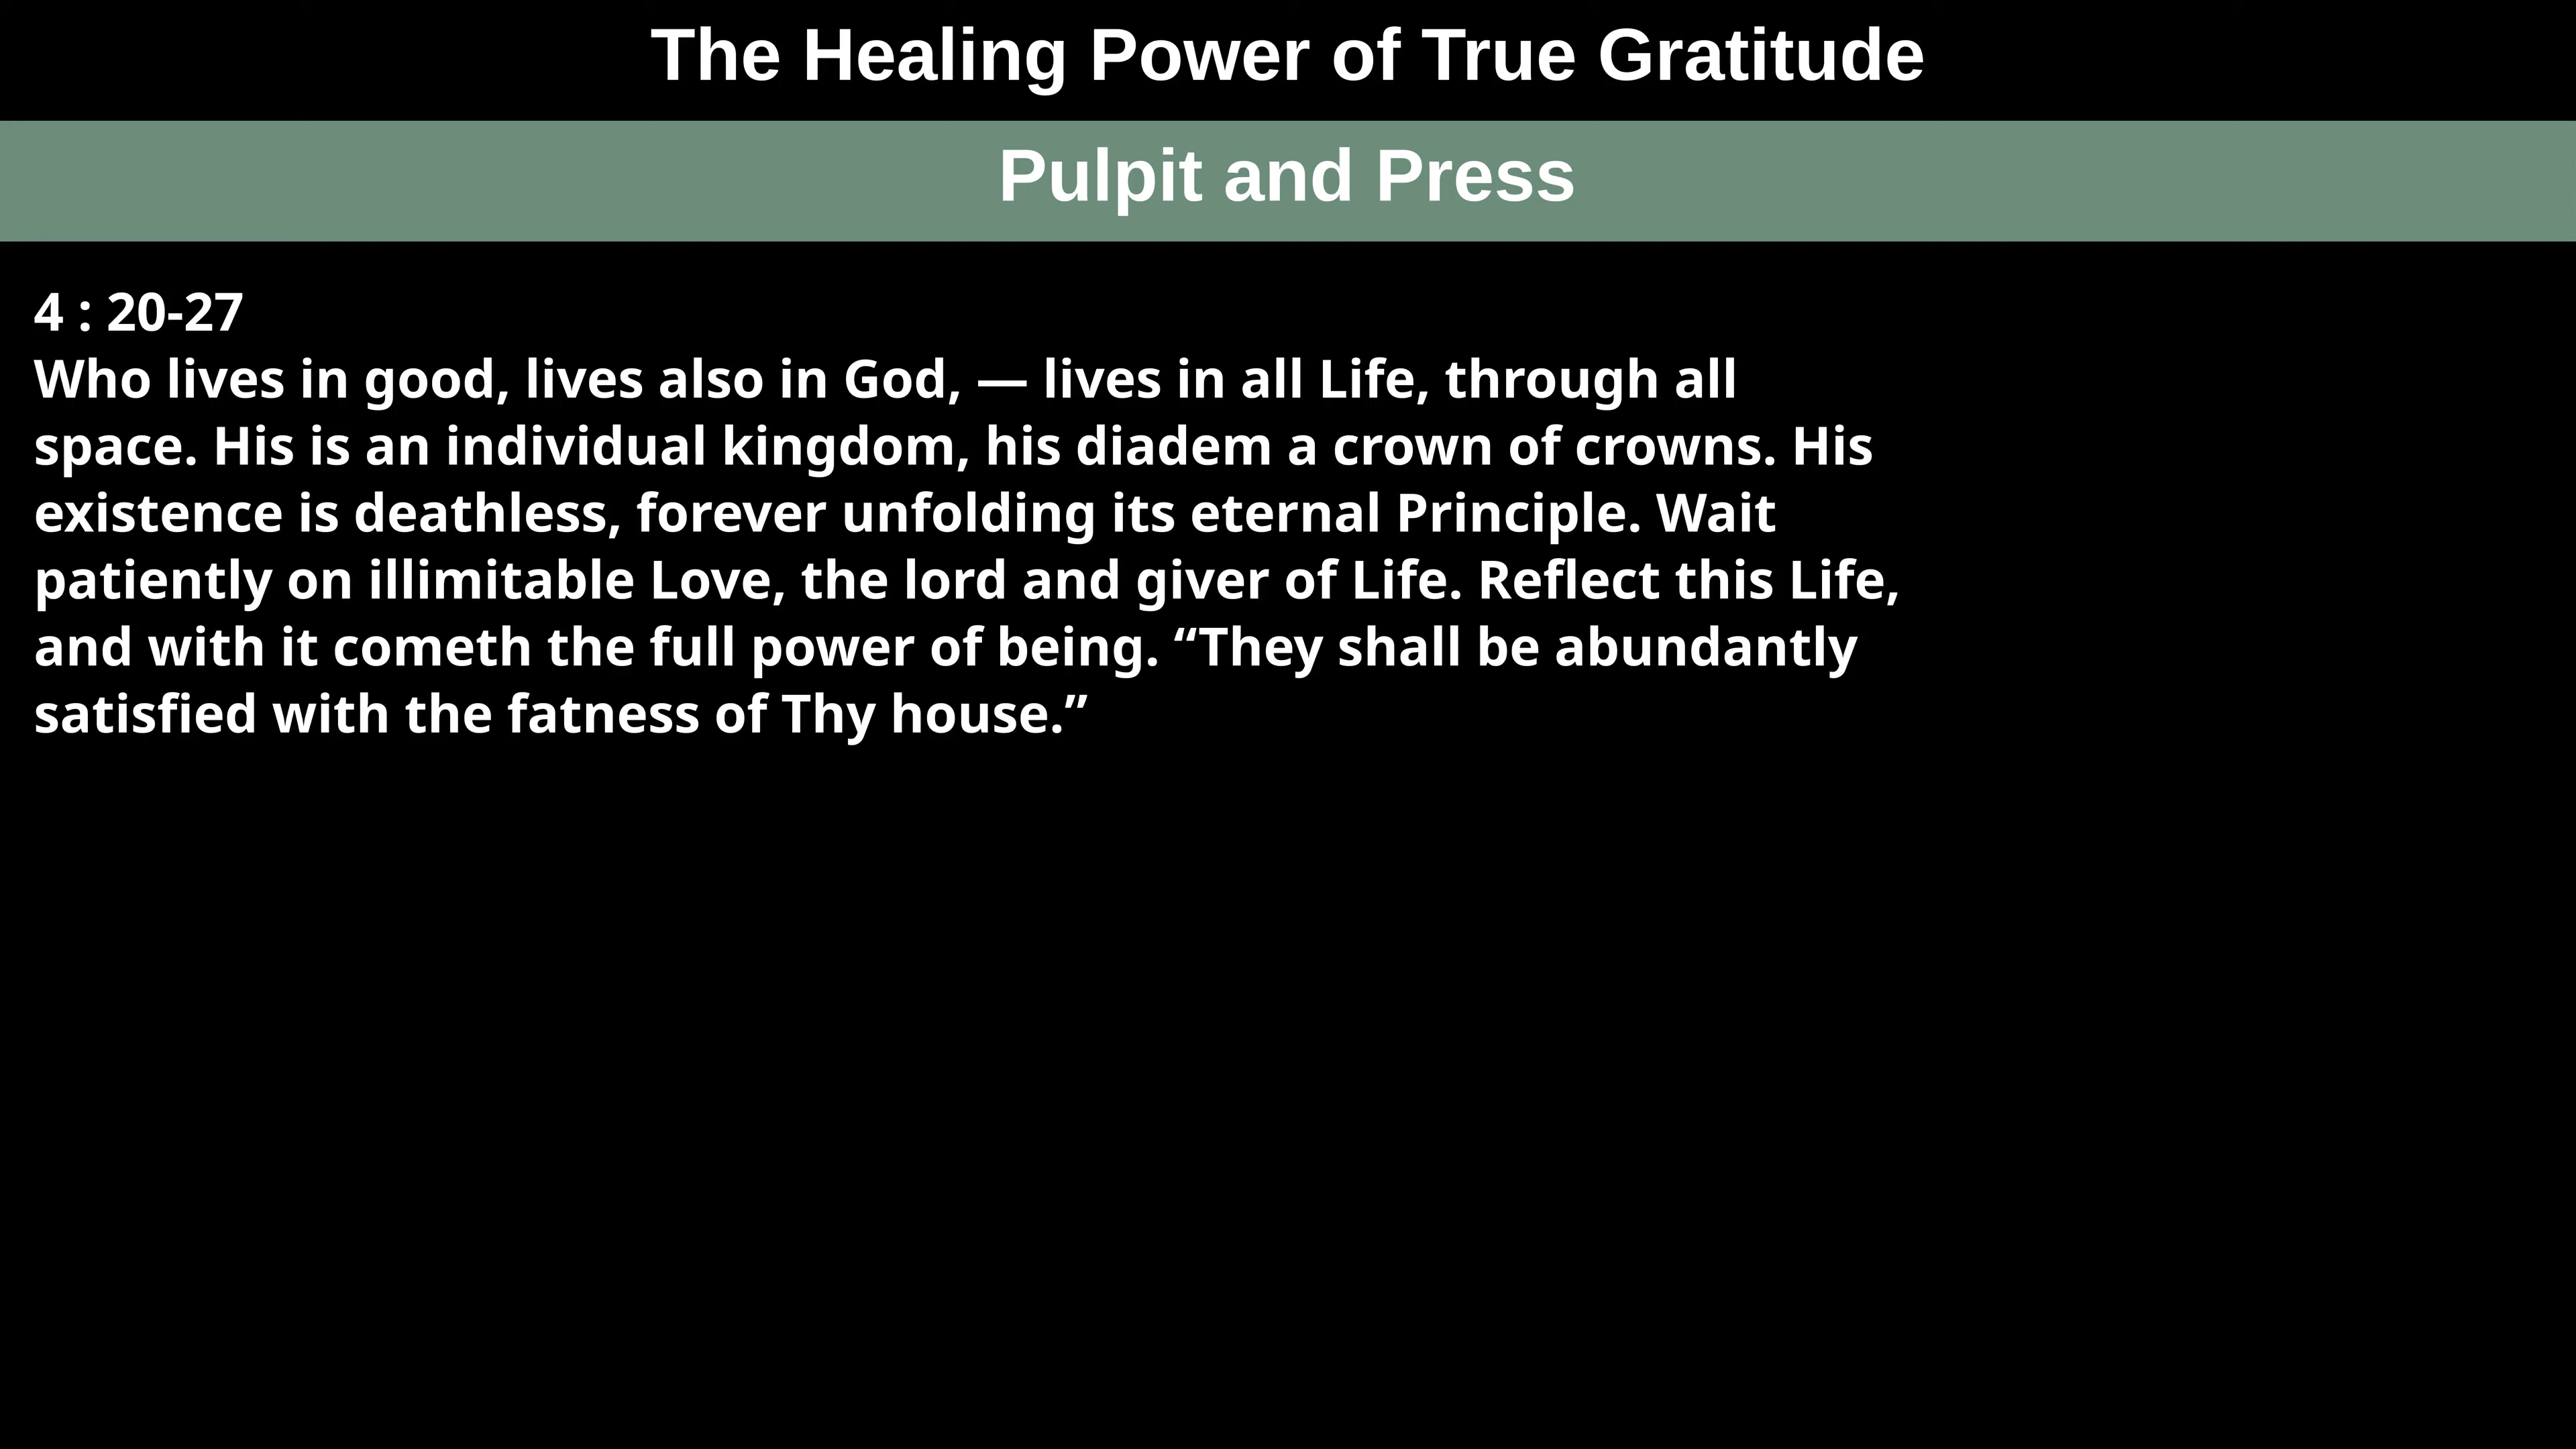 The Healing Power of True Gratitude
Pulpit and Press
4 : 20-27
Who lives in good, lives also in God, — lives in all Life, through all
space. His is an individual kingdom, his diadem a crown of crowns. His
existence is deathless, forever unfolding its eternal Principle. Wait
patiently on illimitable Love, the lord and giver of Life. Reflect this Life,
and with it cometh the full power of being. “They shall be abundantly
satisfied with the fatness of Thy house.”